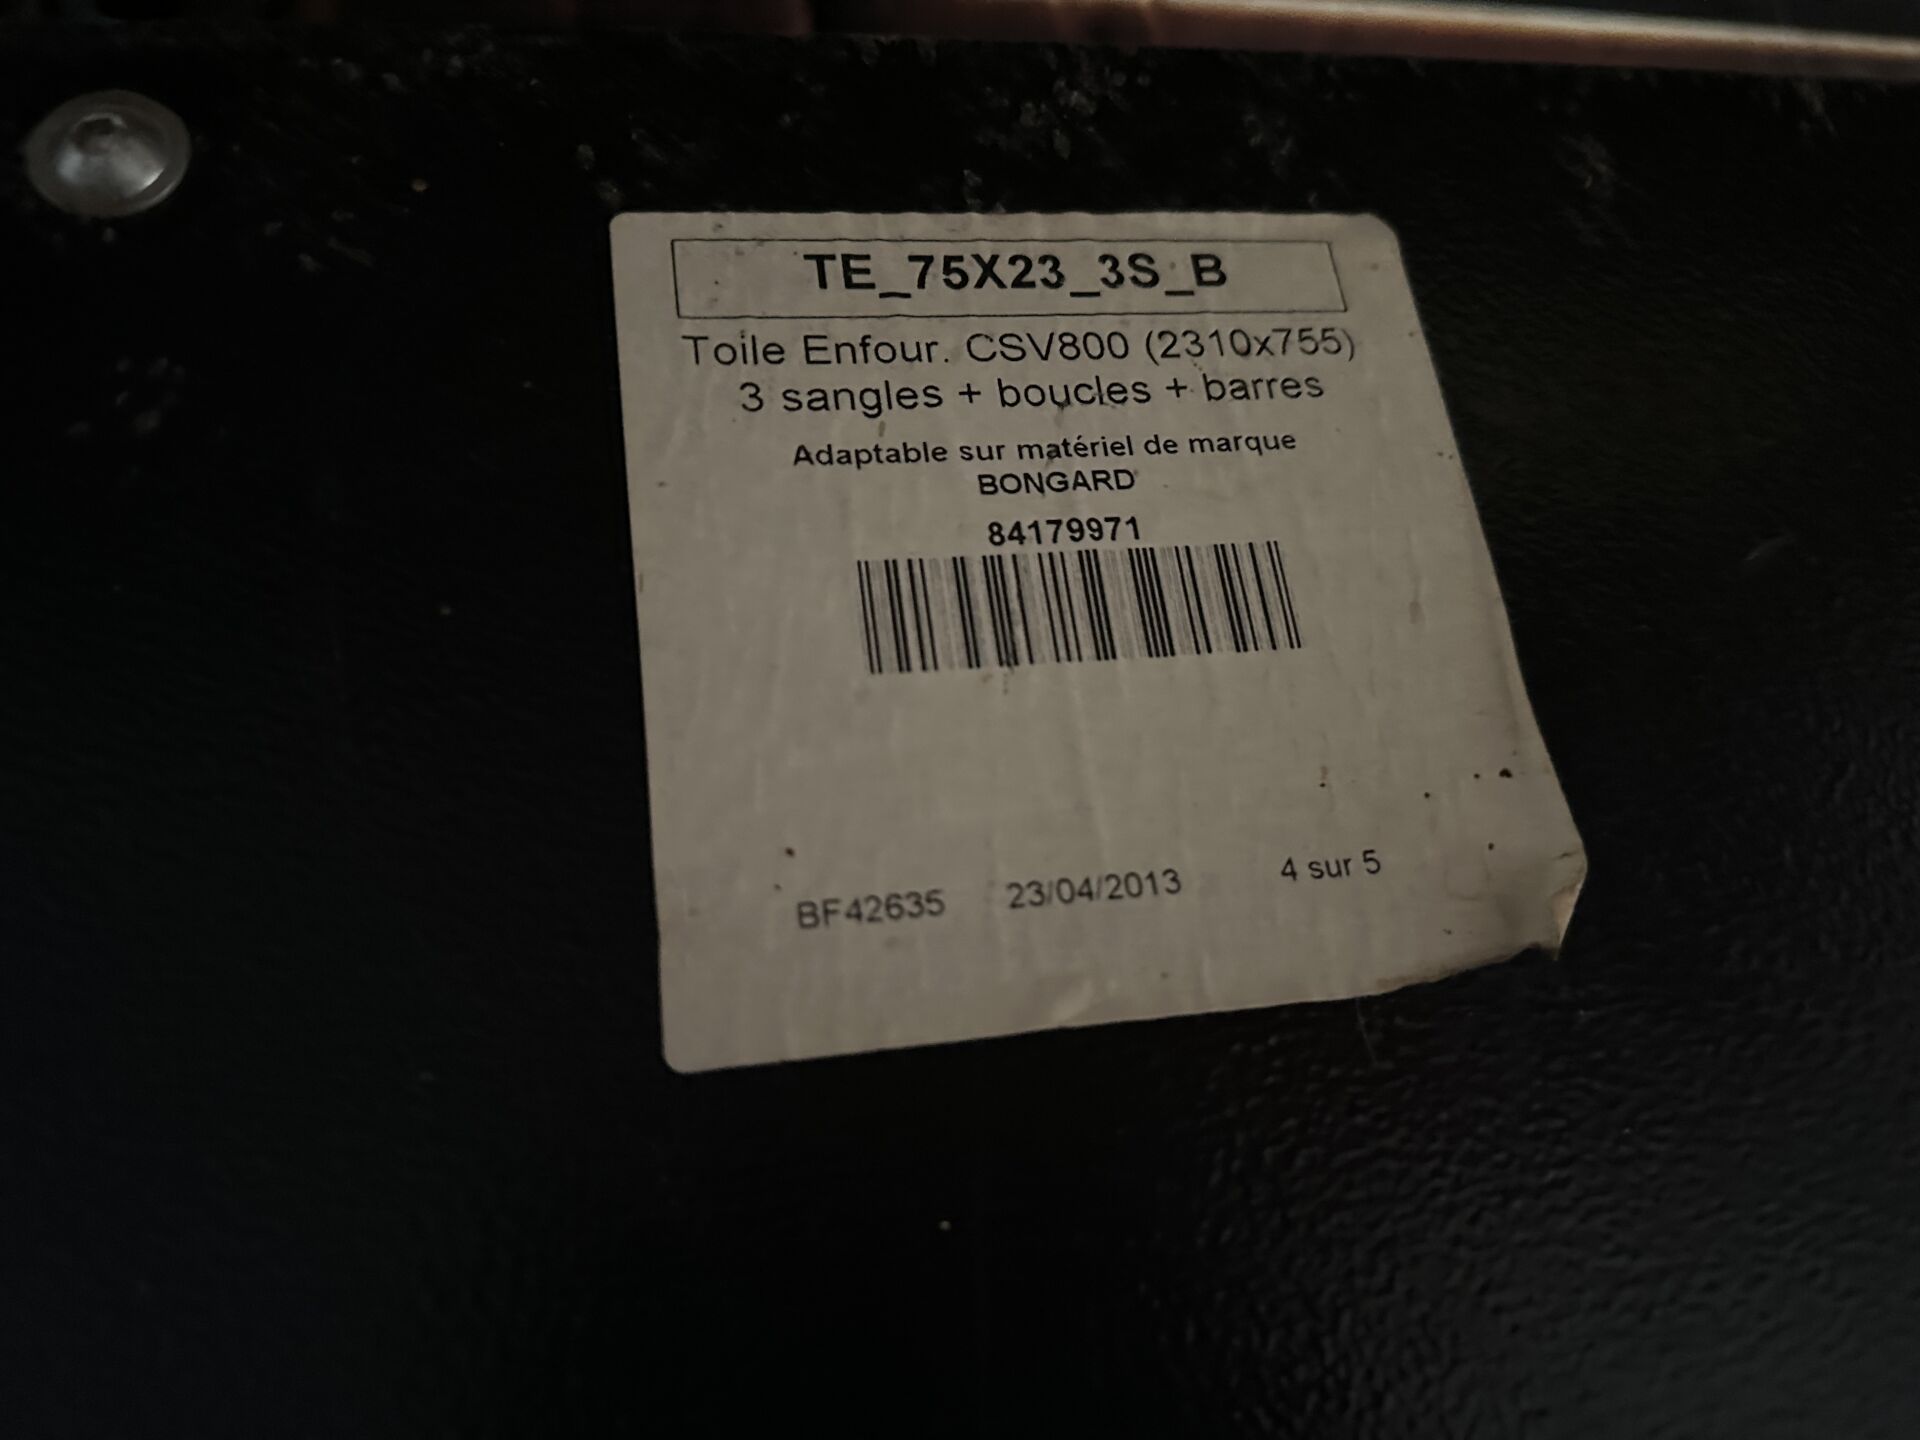 TE_75X23_3S_B
Toile Enfour. CSV800 (2310x755)
3 sangles + boucles + barres
Adaptable sur matériel de marque
BONGARD
84179971
BF42635 23/04/2013 4 sur 5